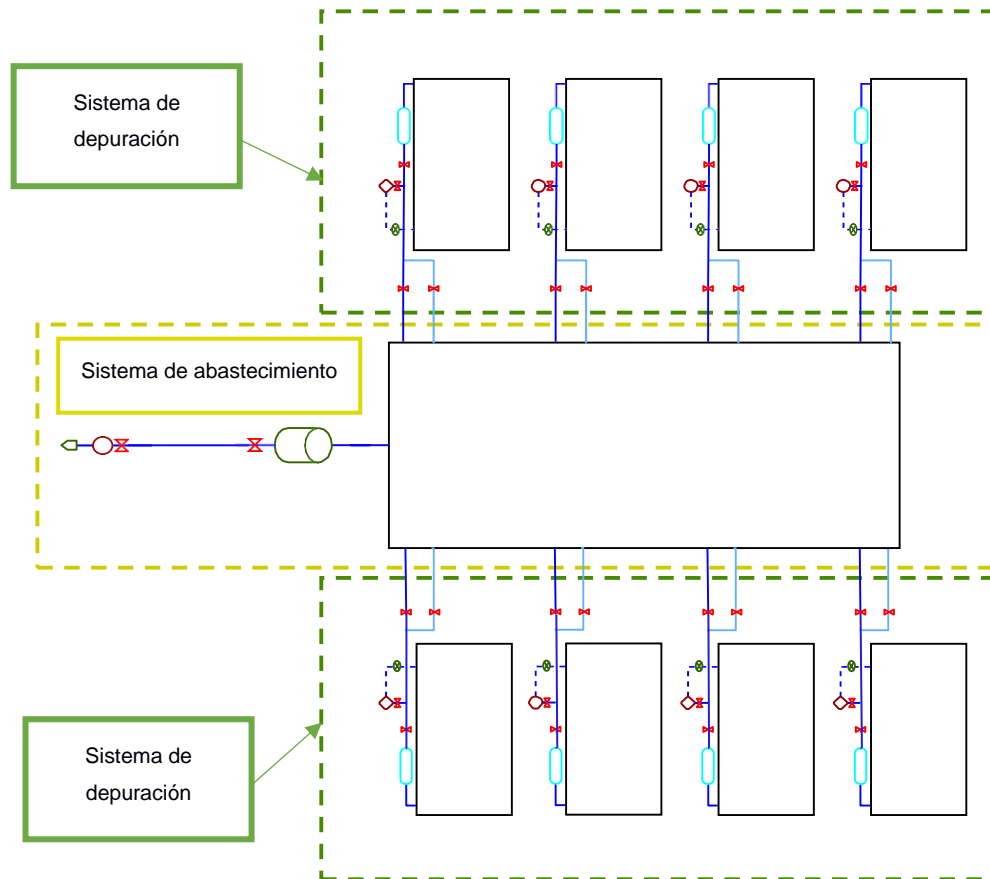 Sistema de
depuración
Sistema de abastecimiento
Sistema de
depuración